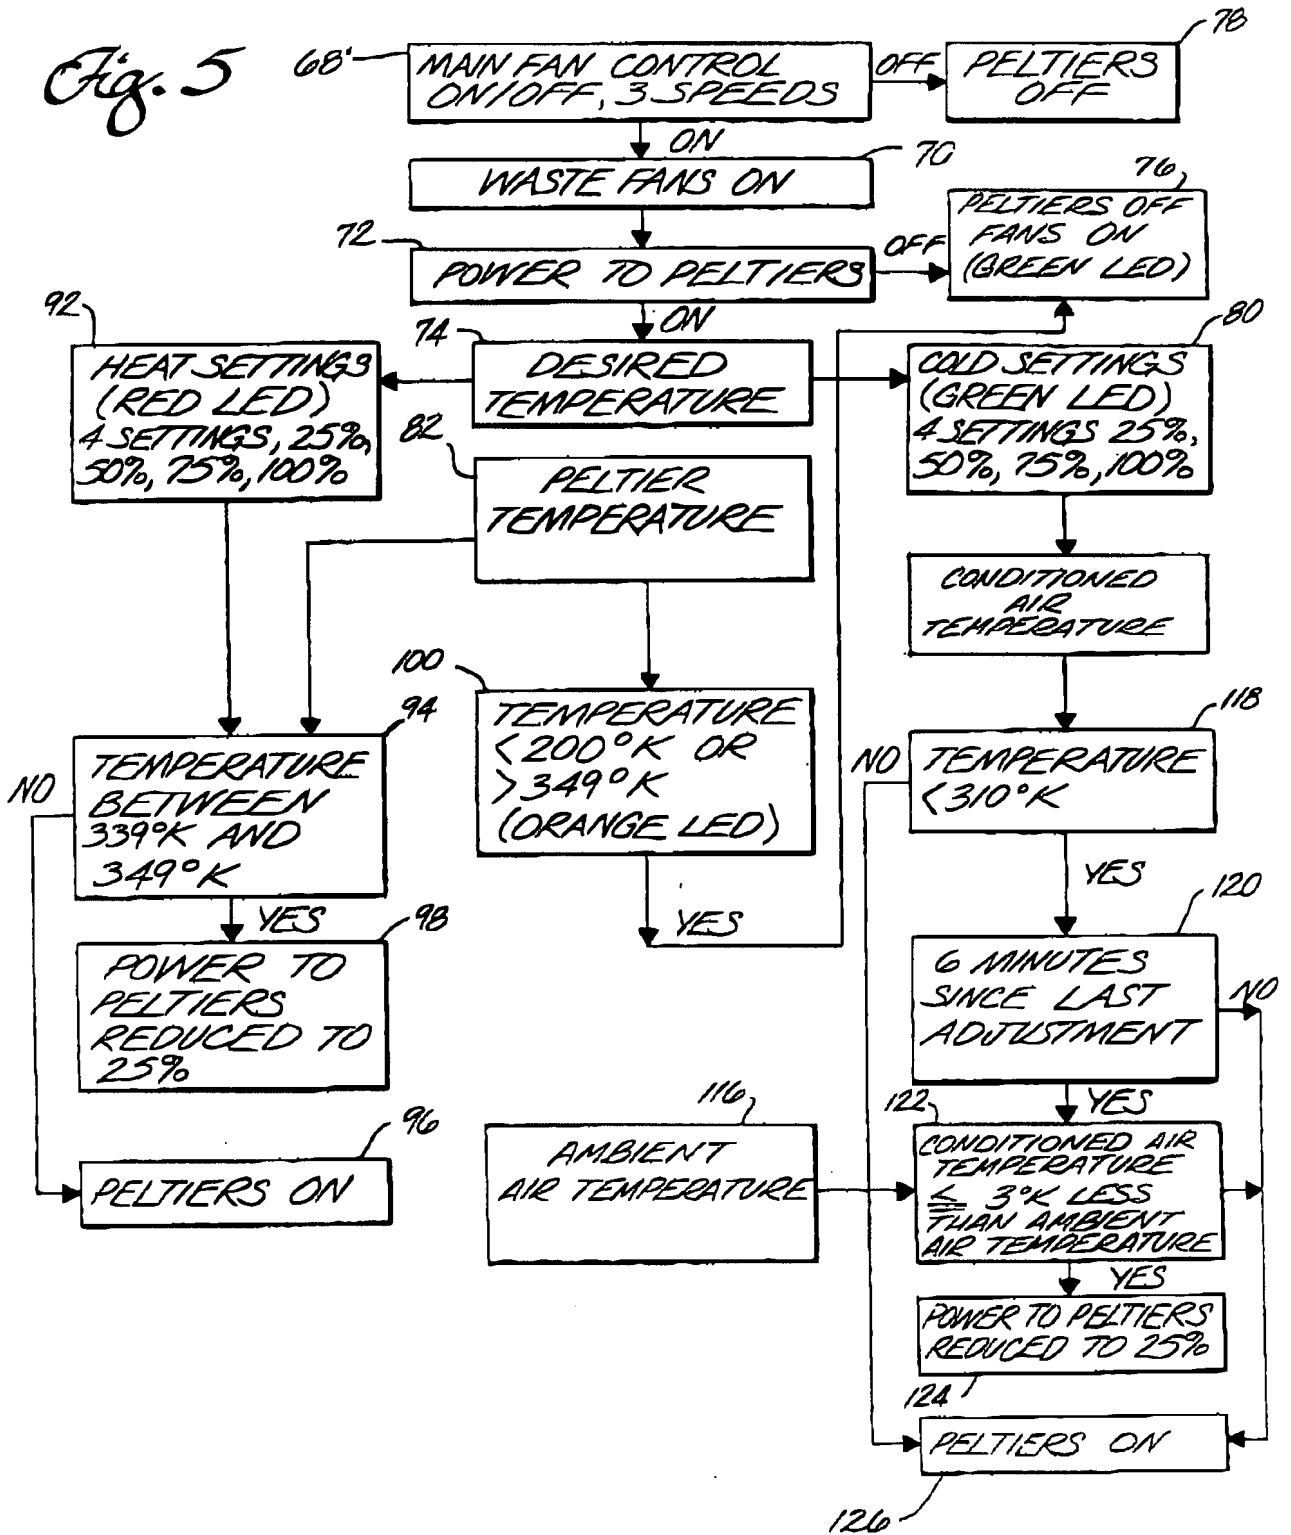 Fig. 5
68'
MAIN FAN CONTROL
ON/OFF, 3 SPEEDS
OFF
78
PELTIERS
OFF
ON
70
WASTE FANS ON
76
PELTIERS OFF
FANS ON
(GREEN LED)
72
POWER TO PELTIERS
OFF
ON
92
HEAT SETTINGS
(RED LED)
4 SETTINGS, 25%,
50%, 75%, 100%
74
DESIRED
TEMPERATURE
80
COLD SETTINGS
(GREEN LED)
4 SETTINGS 25%,
50%, 75%, 100%
82
PELTIER
TEMPERATURE
CONDITIONED
AIR
TEMPERATURE
100
TEMPERATURE
<200°K OR
>349°K
(ORANGE LED)
YES
94
TEMPERATURE
BETWEEN
339°K AND
349°K
NO
YES
118
TEMPERATURE
<310°K
NO
YES
98
POWER TO
PELTIERS
REDUCED TO
25%
120
6 MINUTES
SINCE LAST
ADJUSTMENT
NO
YES
96
PELTIERS ON
116
AMBIENT
AIR TEMPERATURE
122
CONDITIONED AIR
TEMPERATURE
≤ 3°K LESS
THAN AMBIENT
AIR TEMPERATURE
YES
POWER TO PELTIERS
REDUCED TO 25%
124
PELTIERS ON
126